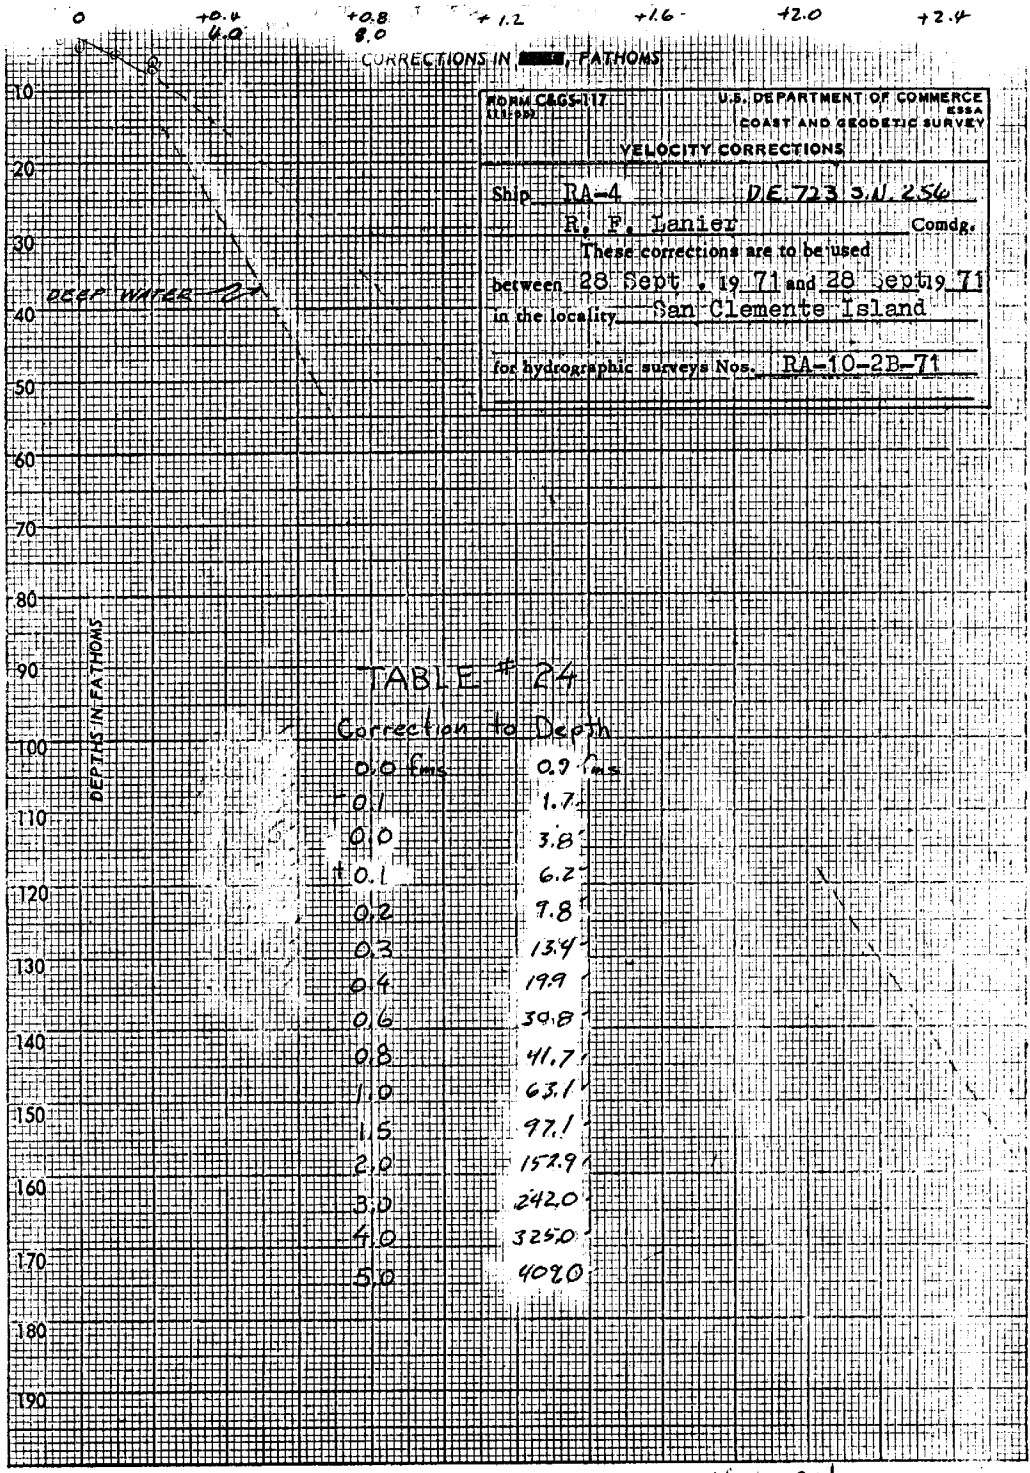 0 +0.4 +0.8 +1.2 +1.6 +2.0 +2.4
4.0 8.0
CORRECTIONS IN FATHOMS
FORM C&GS-117
U.S. DEPARTMENT OF COMMERCE
ESSA
COAST AND GEODETIC SURVEY
VELOCITY CORRECTIONS
Ship RA-4 D.E. 723 S.N. 256
R. F. Lanier Comdg.
These corrections are to be used
between 28 Sept , 19 71 and 28 Sept 19 71
in the locality San Clemente Island
for hydrographic surveys Nos. RA-10-2B-71
10
20
30
DEEP WATER
40
50
60
70
80
90
100
110
120
130
140
150
160
170
180
190
DEPTHS IN FATHOMS
TABLE # 24
Correction to Depth
0.0 fms 0.9 fms
- 0.1 1.7
0.0 3.8
+ 0.1 6.2
0.2 9.8
0.3 13.4
0.4 19.9
0.6 30.8
0.8 41.7
1.0 63.1
1.5 97.1
2.0 152.9
3.0 242.0
4.0 325.0
5.0 409.0